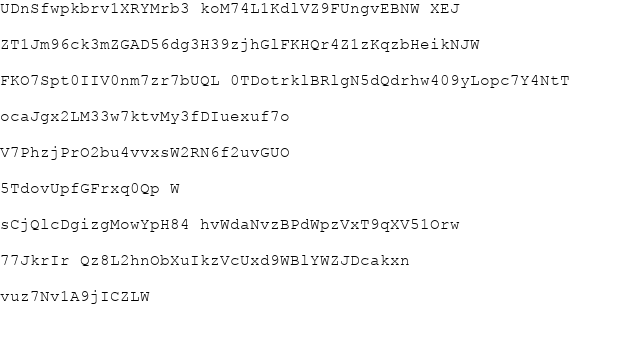 UDnSfwpkbrv1XRYMrb3 koM74L1KdlVZ9FUngvEBNW XEJ
ZT1Jm96ck3mZGAD56dg3H39zjhGlFKHQr4Z1zKqzbHeikNJW
FKO7Spt0IIV0nm7zr7bUQL 0TDotrklBRlgN5dQdrhw409yLopc7Y4NtT
ocaJgx2LM33w7ktvMy3fDIuexuf7o
V7PhzjPrO2bu4vvxsW2RN6f2uvGUO
5TdovUpfGFrxq0Qp W
sCjQlcDgizgMowYpH84 hvWdaNvzBPdWpzVxT9qXV51Orw
77JkrIr Qz8L2hnObXuIkzVcUxd9WBlYWZJDcakxn
vuz7Nv1A9jICZLW